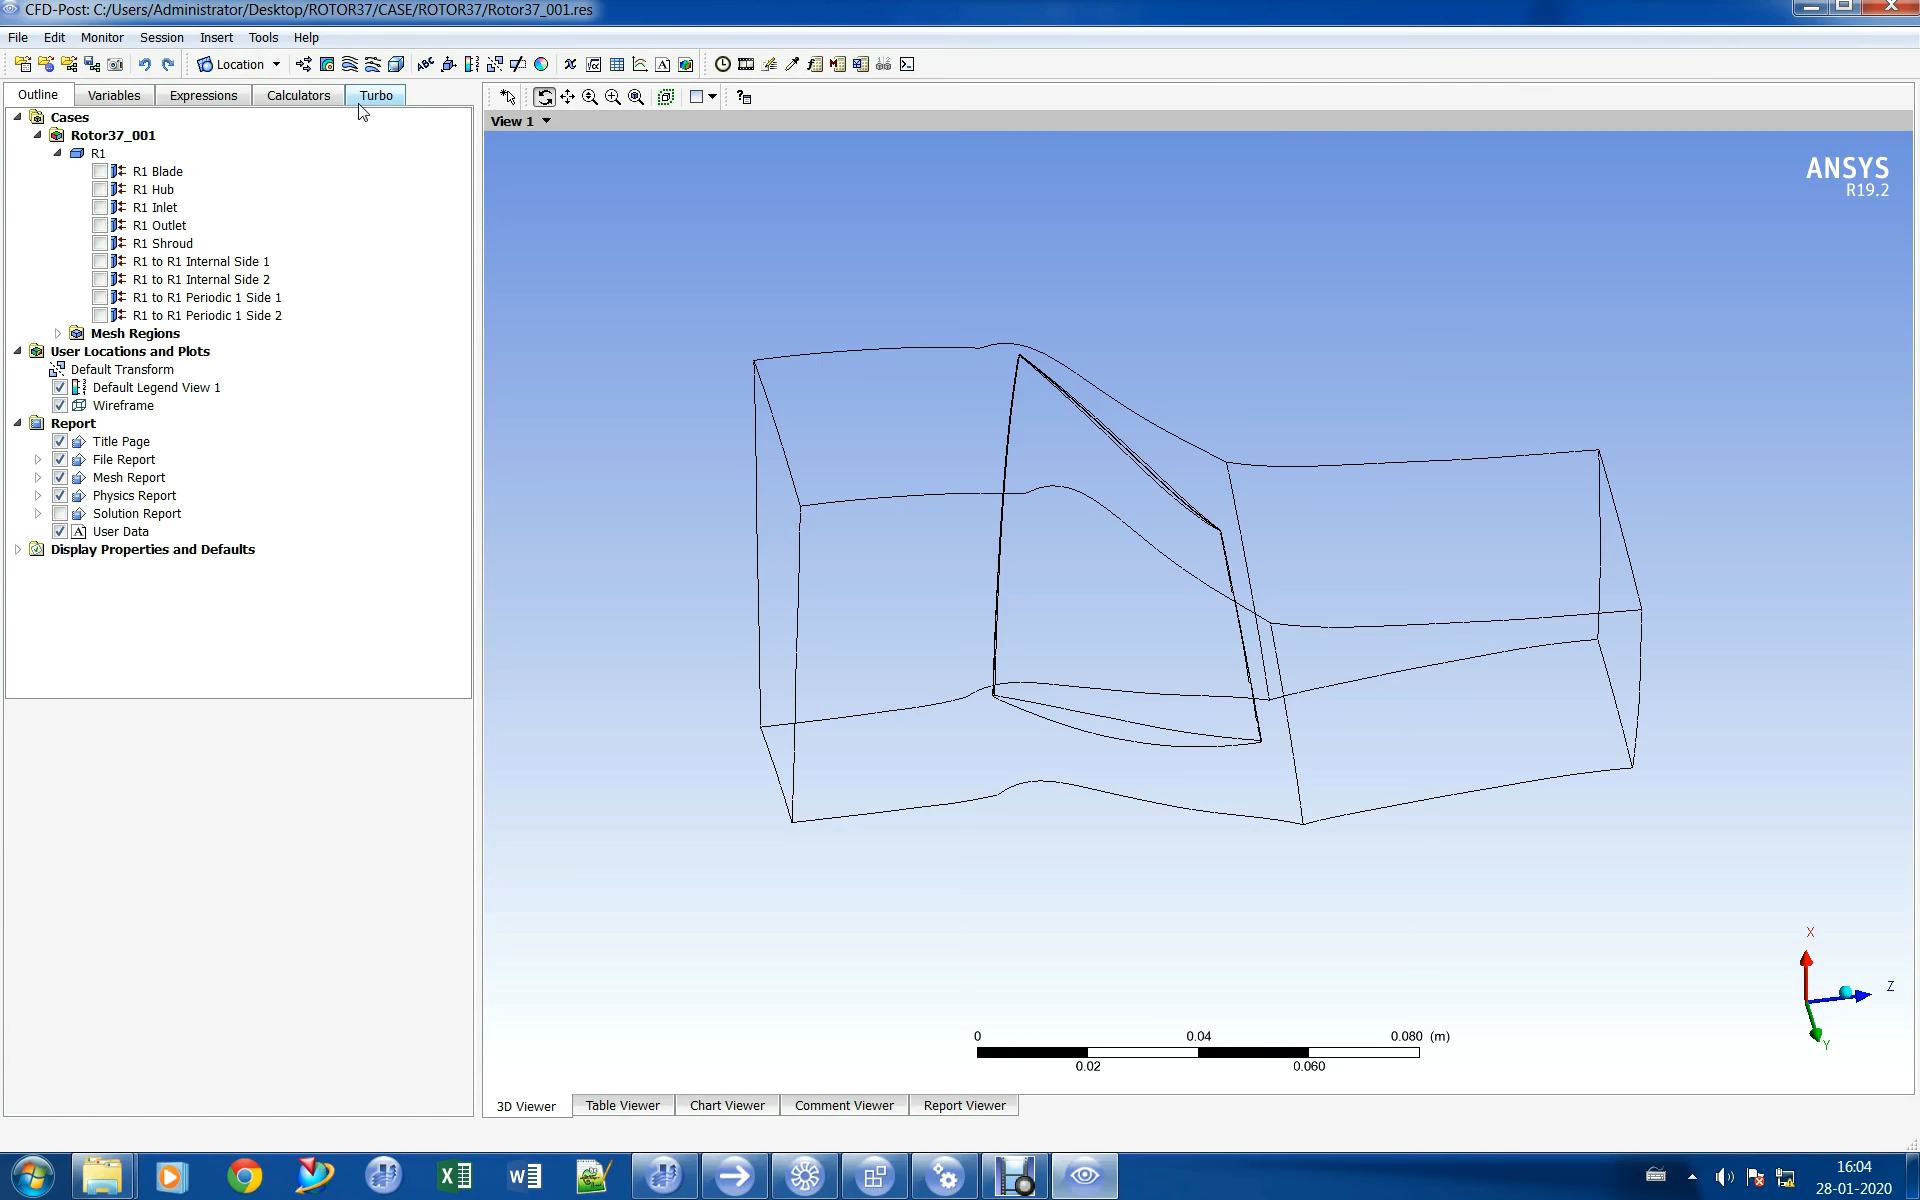 CFD-Post: C:/Users/Administrator/Desktop/ROTOR37/CASE/ROTOR37/Rotor37_001.res
File Edit Monitor Session Insert Tools Help
Location
Outline Variables Expressions Calculators Turbo
Cases
Rotor37_001
R1
R1 Blade
R1 Hub
R1 Inlet
R1 Outlet
R1 Shroud
R1 to R1 Internal Side 1
R1 to R1 Internal Side 2
R1 to R1 Periodic 1 Side 1
R1 to R1 Periodic 1 Side 2
Mesh Regions
User Locations and Plots
Default Transform
Default Legend View 1
Wireframe
Report
Title Page
File Report
Mesh Report
Physics Report
Solution Report
User Data
Display Properties and Defaults
View 1
ANSYS
R19.2
X
Z
Y
0 0.04 0.080 (m)
0.02 0.060
3D Viewer Table Viewer Chart Viewer Comment Viewer Report Viewer
16:04
28-01-2020